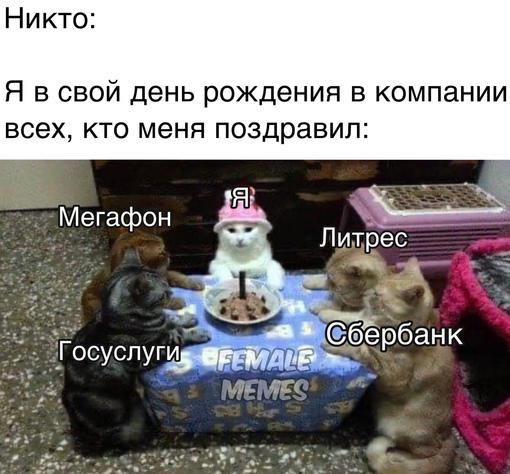 Никто:
Я в свой день рождения в компании
всех, кто меня поздравил:
Я
Мегафон
Литрес
Сбербанк
Госуслуги
FEMALE
MEMES